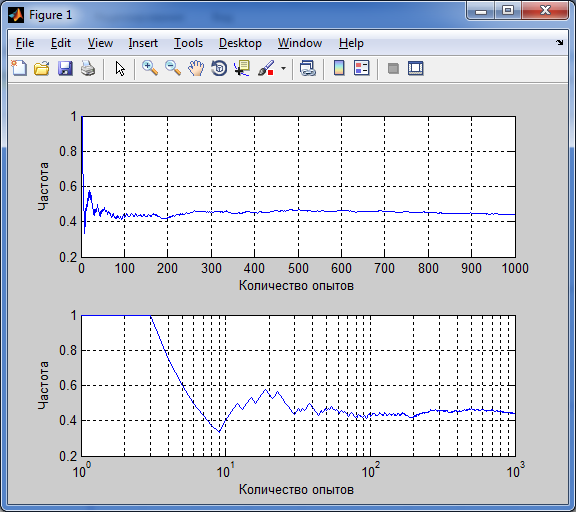 Figure 1
File Edit View Insert Tools Desktop Window Help
1
0.8
0.6
0.4
0.2
Частота
0 100 200 300 400 500 600 700 800 900 1000
Количество опытов
1
0.8
0.6
0.4
0.2
Частота
10^0 10^1 10^2 10^3
Количество опытов